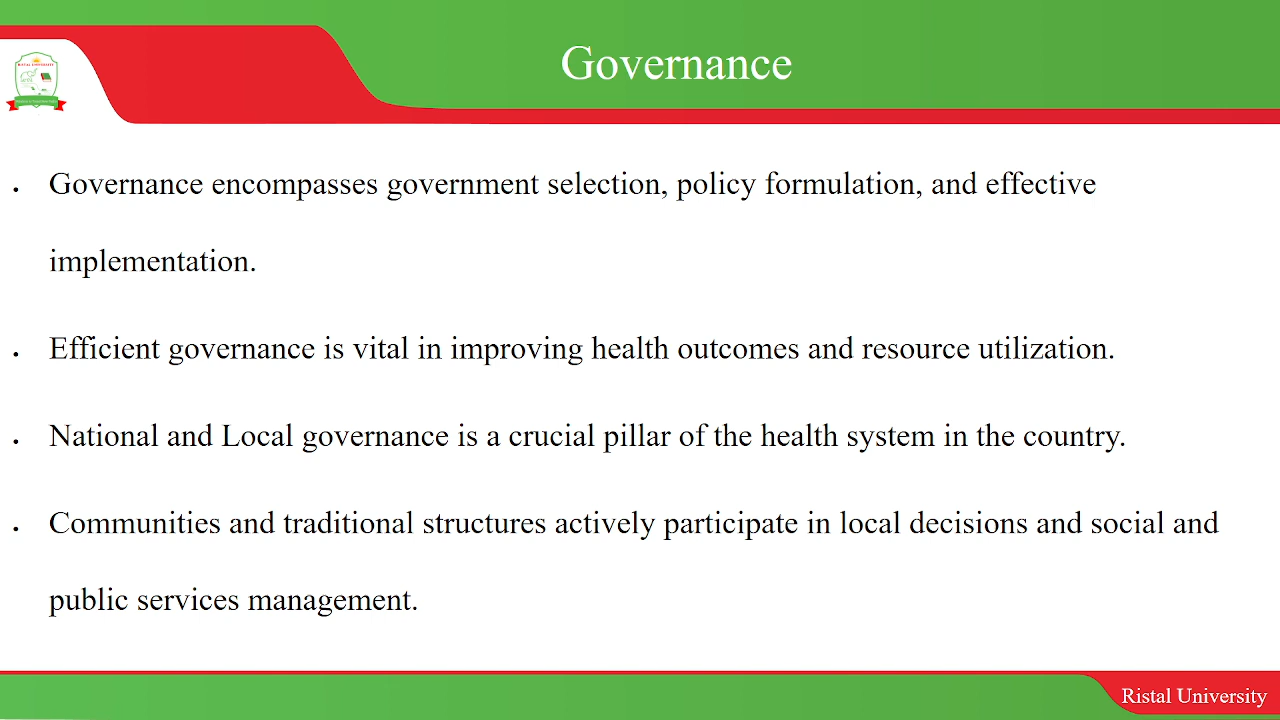 Governance
RISTAL UNIVERSITY
• Governance encompasses government selection, policy formulation, and effective
implementation.
• Efficient governance is vital in improving health outcomes and resource utilization.
• National and Local governance is a crucial pillar of the health system in the country.
• Communities and traditional structures actively participate in local decisions and social and
public services management.
Ristal University